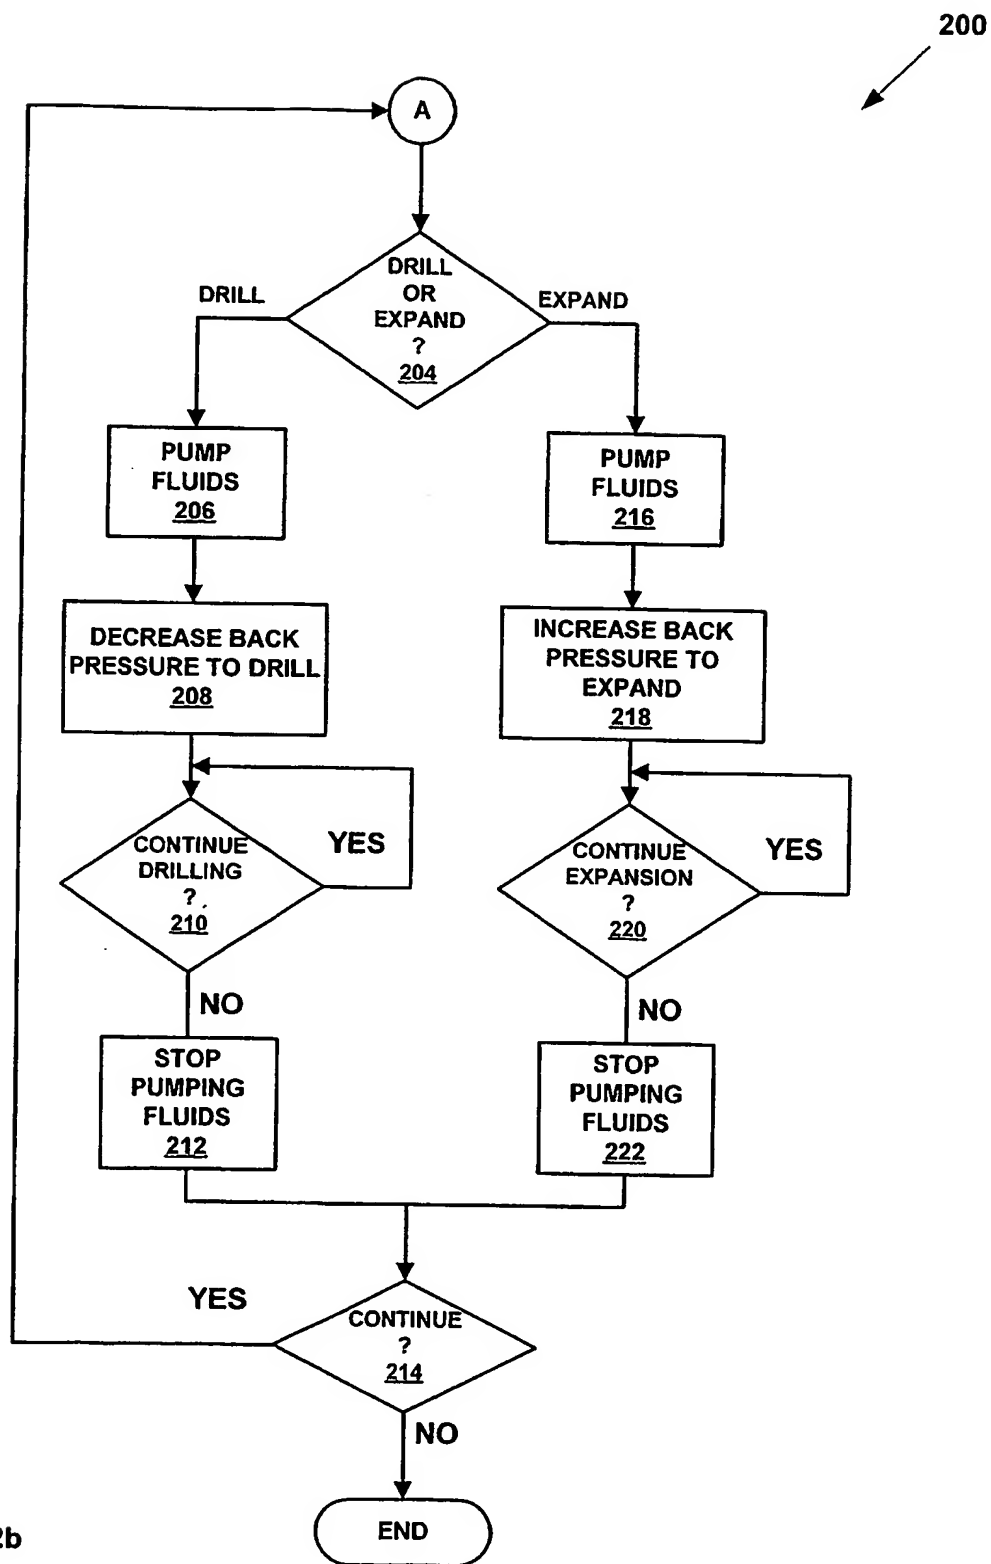 200
A
DRILL
OR
EXPAND
?
204
DRILL
EXPAND
PUMP
FLUIDS
206
PUMP
FLUIDS
216
DECREASE BACK
PRESSURE TO DRILL
208
INCREASE BACK
PRESSURE TO
EXPAND
218
CONTINUE
DRILLING
?
210
YES
CONTINUE
EXPANSION
?
220
YES
NO
NO
STOP
PUMPING
FLUIDS
212
STOP
PUMPING
FLUIDS
222
YES
CONTINUE
?
214
NO
END
2b